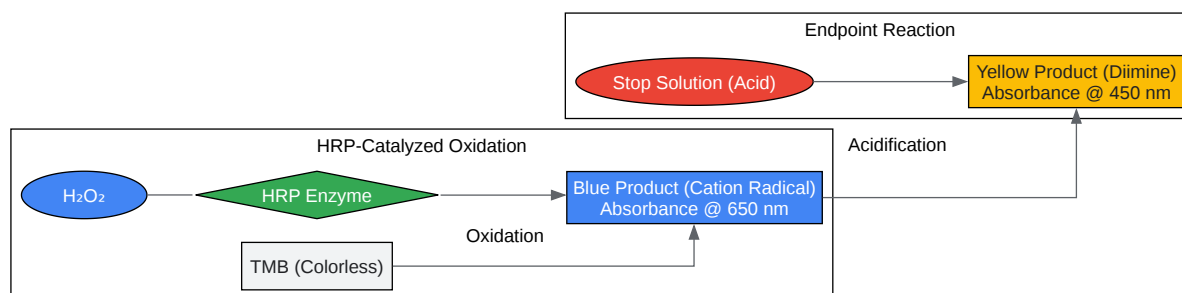 Endpoint Reaction
Stop Solution (Acid)
Yellow Product (Diimine)
Absorbance @ 450 nm
HRP-Catalyzed Oxidation
Acidification
H₂O₂
HRP Enzyme
Blue Product (Cation Radical)
Absorbance @ 650 nm
Oxidation
TMB (Colorless)